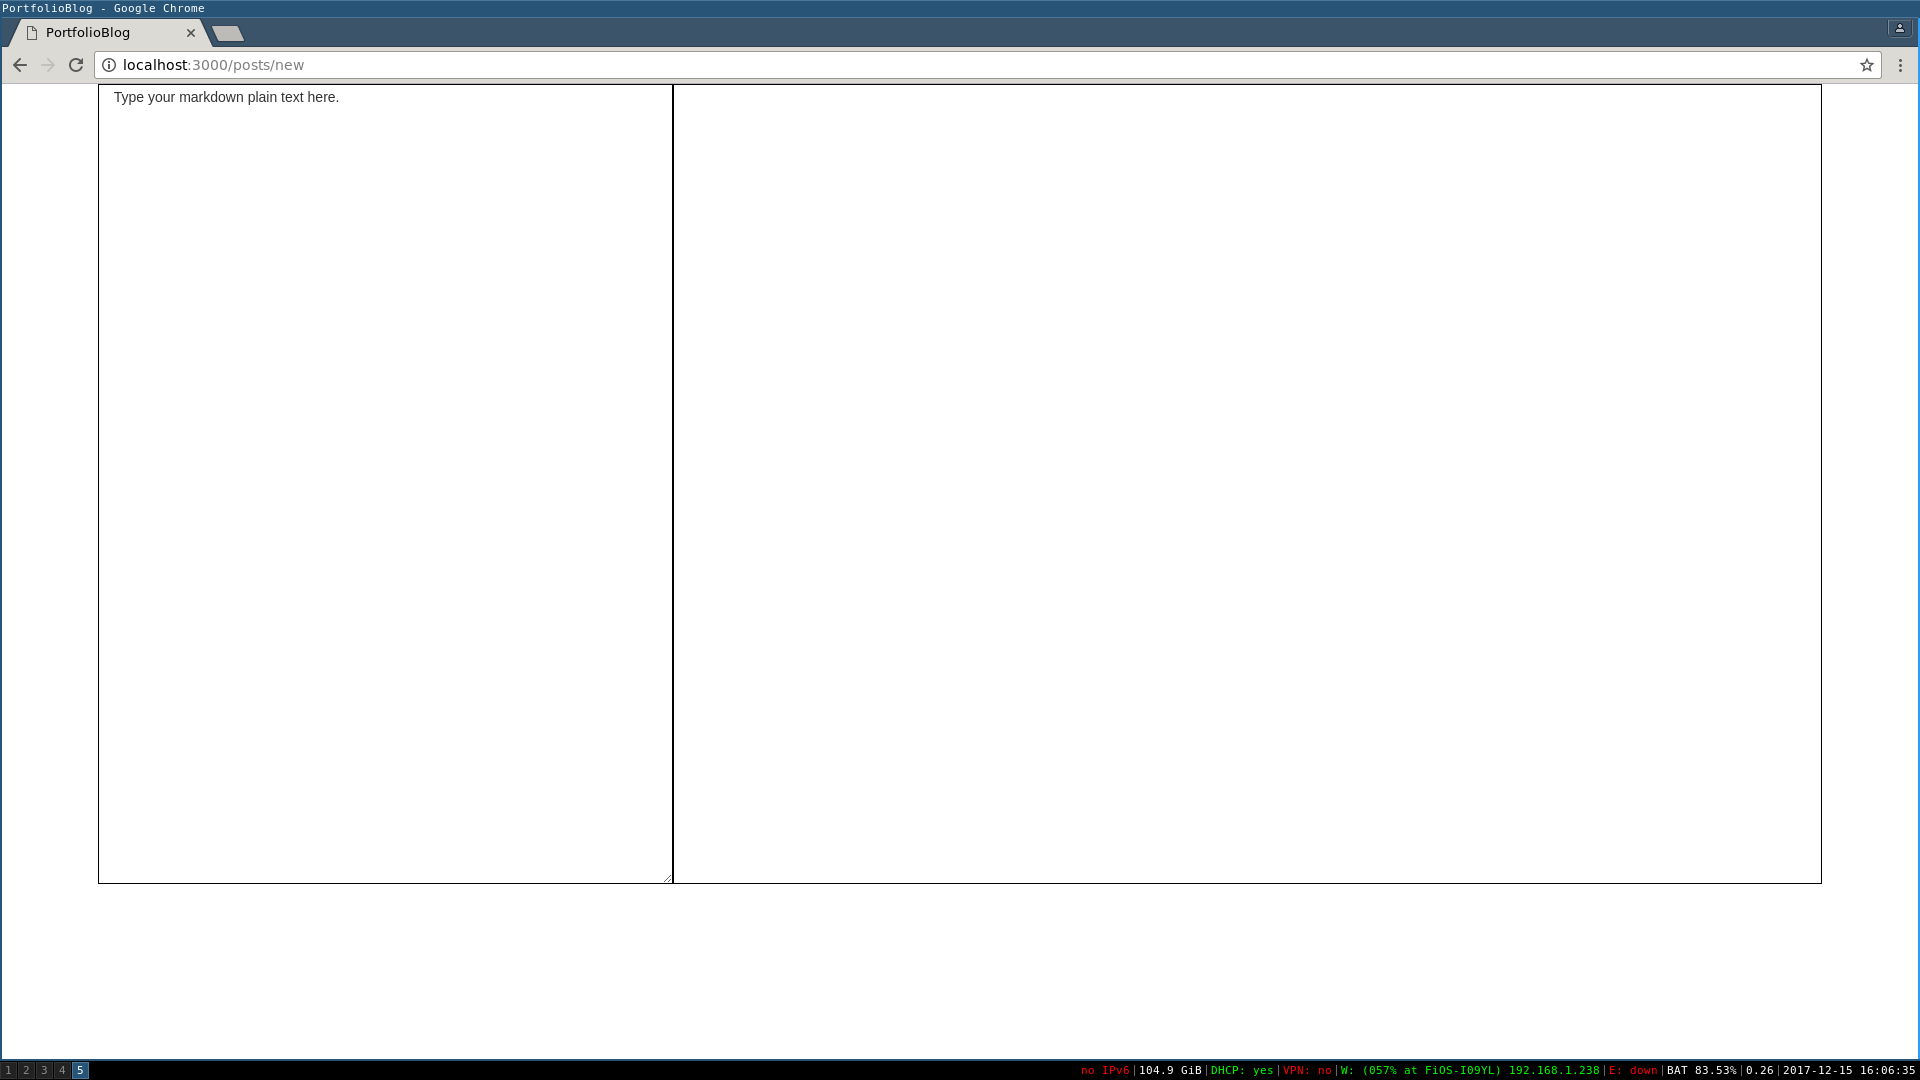 PortfolioBlog - Google Chrome
PortfolioBlog
localhost:3000/posts/new
Type your markdown plain text here.
1 2 3 4 5
no IPv6|104.9 GiB|DHCP: yes|VPN: no|W: (057% at FiOS-I09YL) 192.168.1.238|E: down|BAT 83.53%|0.26|2017-12-15 16:06:35